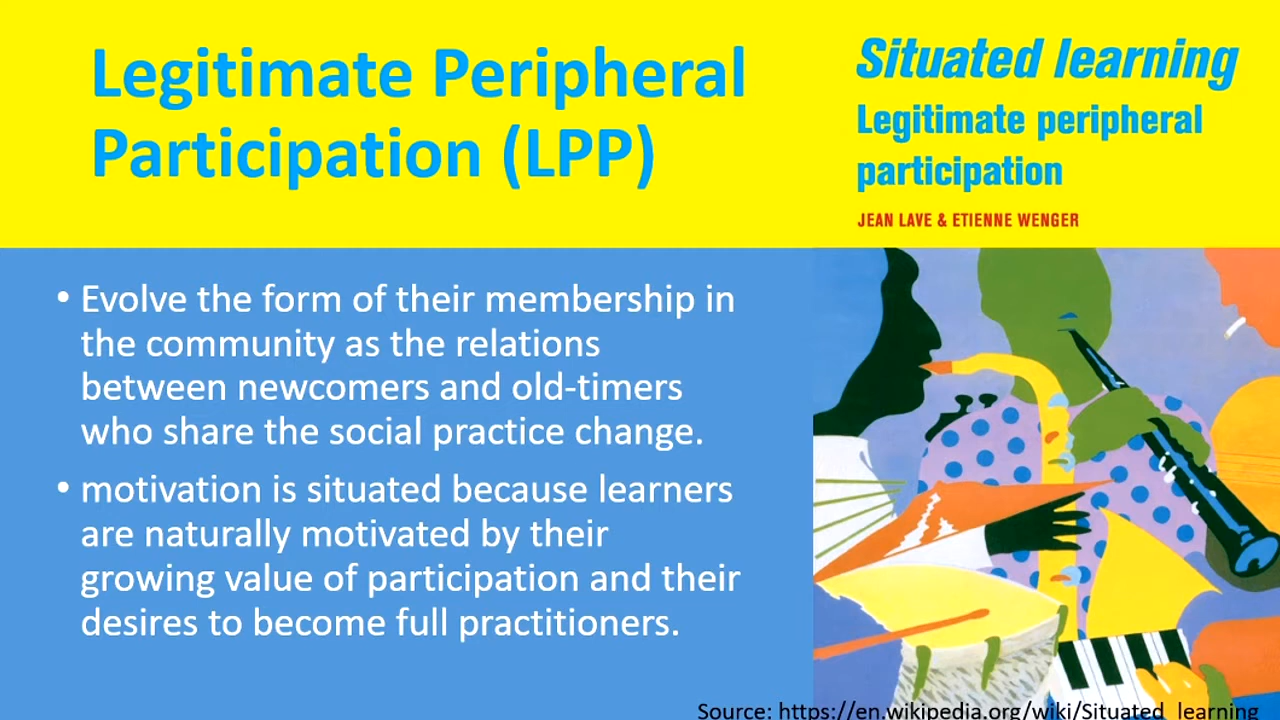 Legitimate Peripheral
Participation (LPP)
Situated learning
Legitimate peripheral
participation
JEAN LAVE & ETIENNE WENGER
• Evolve the form of their membership in
the community as the relations
between newcomers and old-timers
who share the social practice change.
• motivation is situated because learners
are naturally motivated by their
growing value of participation and their
desires to become full practitioners.
Source: https://en.wikipedia.org/wiki/Situated_learning